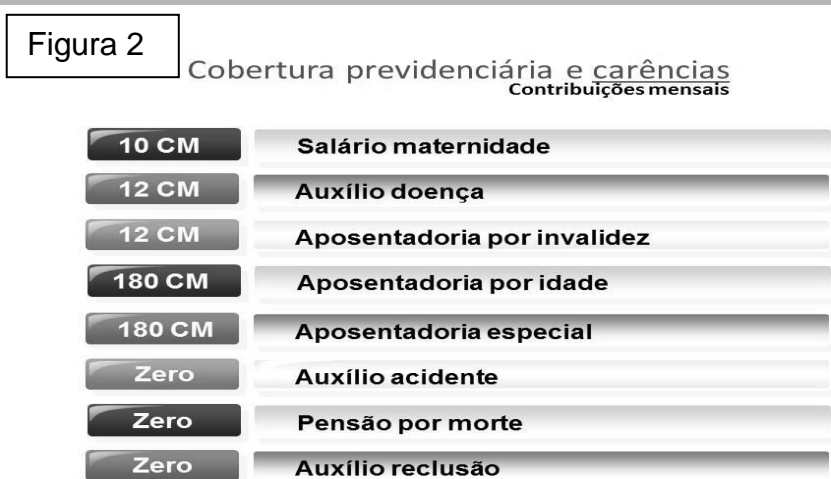 Figura 2
Cobertura previdenciária e carências
Contribuições mensais
10 CM Salário maternidade
12 CM Auxílio doença
12 CM Aposentadoria por invalidez
180 CM Aposentadoria por idade
180 CM Aposentadoria especial
Zero Auxílio acidente
Zero Pensão por morte
Zero Auxílio reclusão